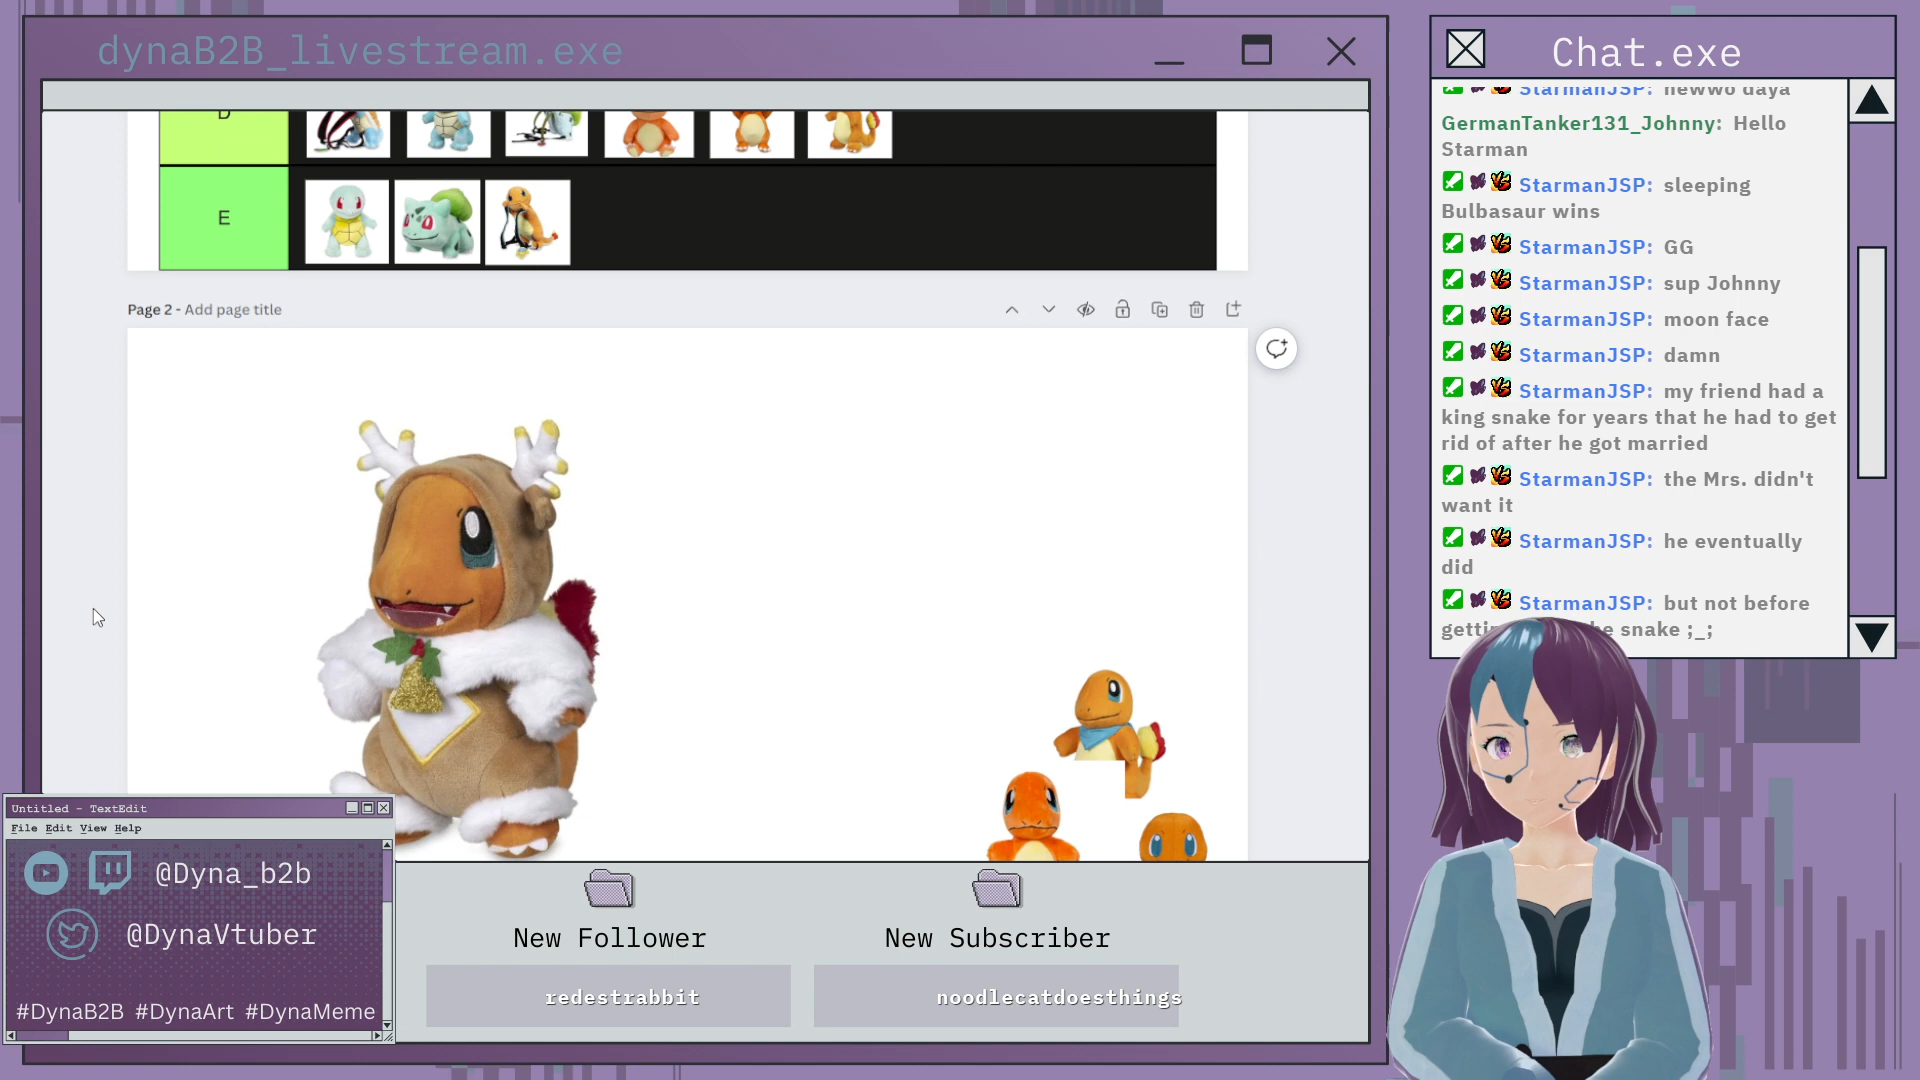 dynaB2B_livestream.exe
D
E
Page 2 - Add page title
Untitled - TextEdit
File Edit View Help
@Dyna_b2b
@DynaVtuber
#DynaB2B #DynaArt #DynaMeme
New Follower
redestrabbit
New Subscriber
noodlecatdoesthings
Chat.exe
StarmanJSP: hewwo daya
GermanTanker131_Johnny: Hello
Starman
StarmanJSP: sleeping
Bulbasaur wins
StarmanJSP: GG
StarmanJSP: sup Johnny
StarmanJSP: moon face
StarmanJSP: damn
StarmanJSP: my friend had a
king snake for years that he had to get
rid of after he got married
StarmanJSP: the Mrs. didn't
want it
StarmanJSP: he eventually
did
StarmanJSP: but not before
snake ;_;